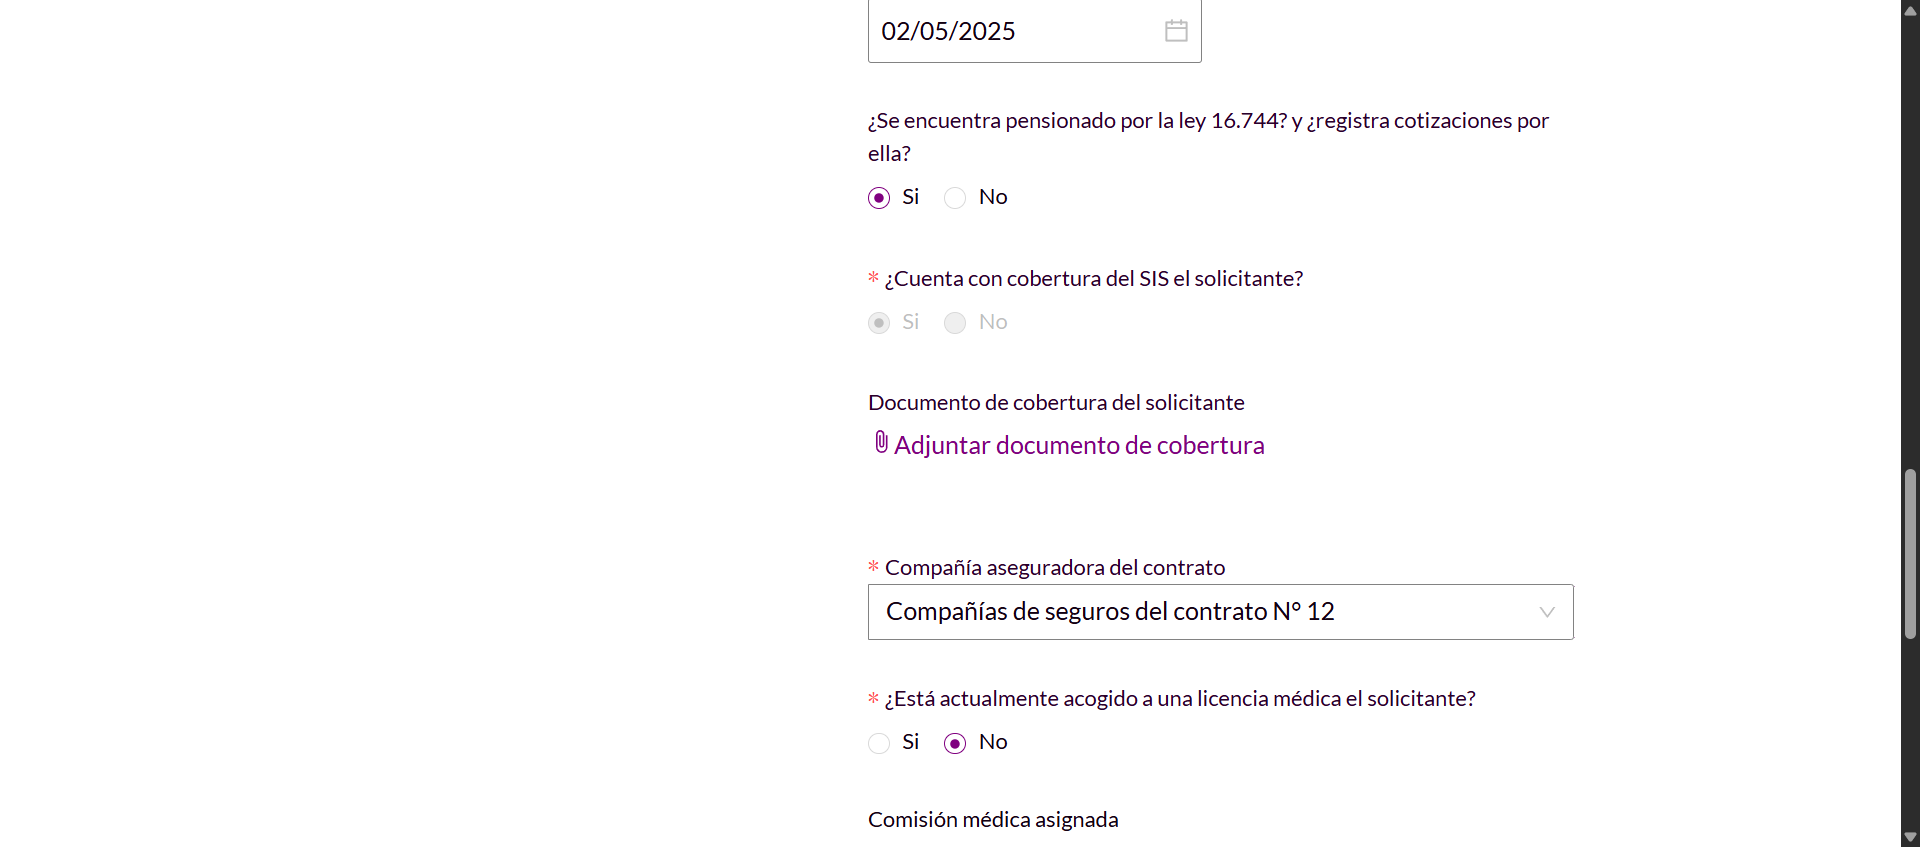 02/05/2025
¿Se encuentra pensionado por la ley 16.744? y ¿registra cotizaciones por
ella?
Si No
* ¿Cuenta con cobertura del SIS el solicitante?
Si No
Documento de cobertura del solicitante
Adjuntar documento de cobertura
* Compañía aseguradora del contrato
Compañías de seguros del contrato N° 12
* ¿Está actualmente acogido a una licencia médica el solicitante?
Si No
Comisión médica asignada